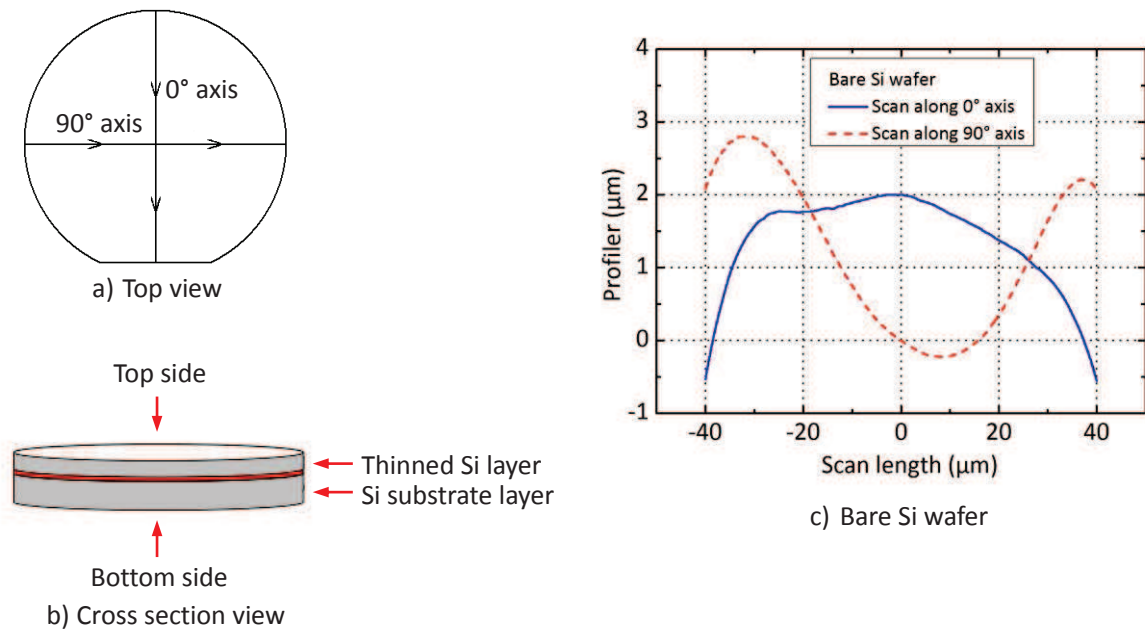 0° axis
90° axis
a) Top view
Top side
Thinned Si layer
Si substrate layer
Bottom side
b) Cross section view
Bare Si wafer
Scan along 0° axis
Scan along 90° axis
Profiler (µm)
4
3
2
1
0
-1
-40
-20
0
20
40
Scan length (µm)
c) Bare Si wafer